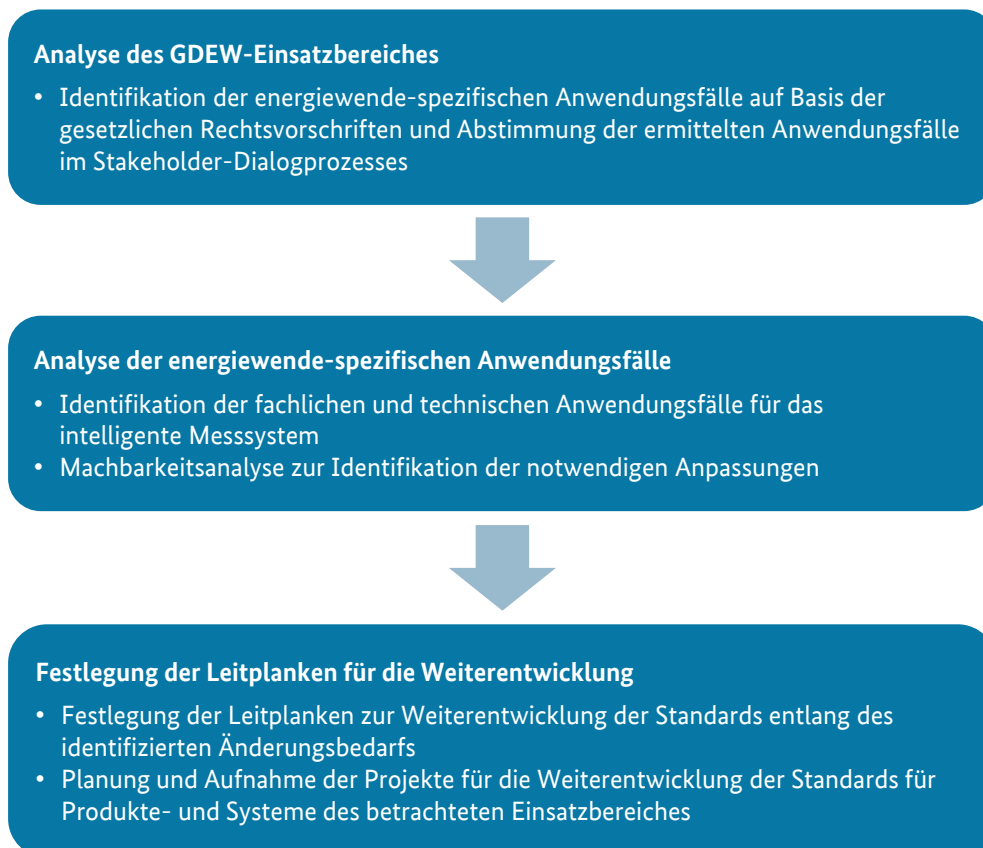 Analyse des GDEW-Einsatzbereiches
• Identifikation der energiewende-spezifischen Anwendungsfälle auf Basis der
gesetzlichen Rechtsvorschriften und Abstimmung der ermittelten Anwendungsfälle
im Stakeholder-Dialogprozesses
Analyse der energiewende-spezifischen Anwendungsfälle
• Identifikation der fachlichen und technischen Anwendungsfälle für das
intelligente Messsystem
• Machbarkeitsanalyse zur Identifikation der notwendigen Anpassungen
Festlegung der Leitplanken für die Weiterentwicklung
• Festlegung der Leitplanken zur Weiterentwicklung der Standards entlang des
identifizierten Änderungsbedarfs
• Planung und Aufnahme der Projekte für die Weiterentwicklung der Standards für
Produkte- und Systeme des betrachteten Einsatzbereiches